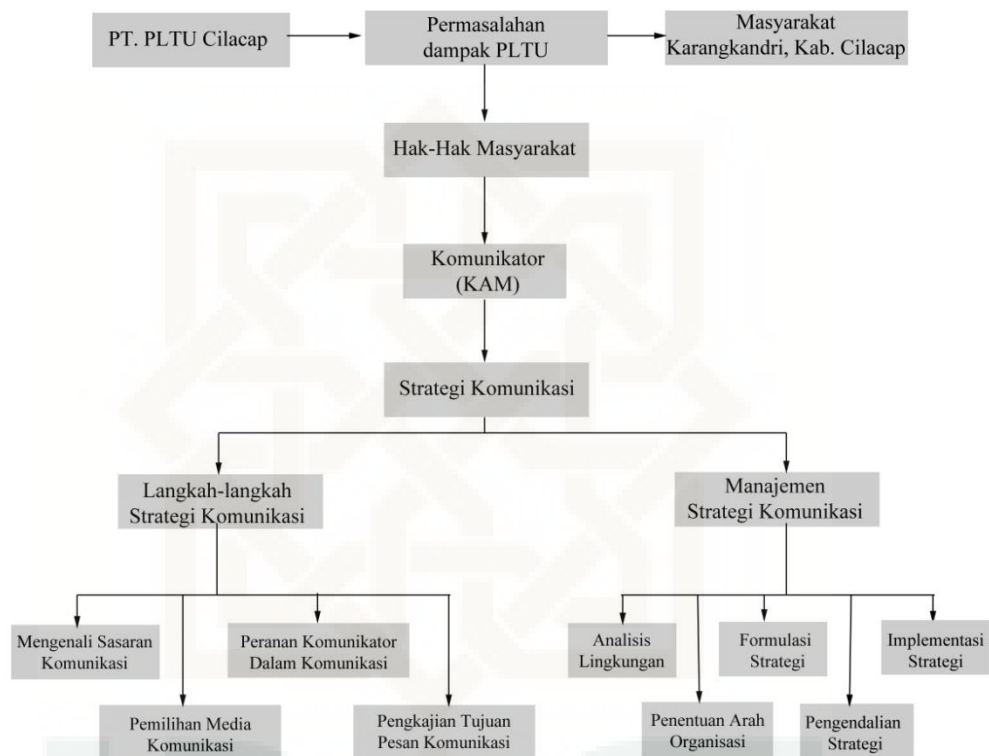 PT. PLTU Cilacap
Permasalahan
dampak PLTU
Masyarakat
Karangkandri, Kab. Cilacap
Hak-Hak Masyarakat
Komunikator
(KAM)
Strategi Komunikasi
Langkah-langkah
Strategi Komunikasi
Manajemen
Strategi Komunikasi
Mengenali Sasaran
Komunikasi
Peranan Komunikator
Dalam Komunikasi
Analisis
Lingkungan
Formulasi
Strategi
Implementasi
Strategi
Pemilihan Media
Komunikasi
Pengkajian Tujuan
Pesan Komunikasi
Penentuan Arah
Organisasi
Pengendalian
Strategi